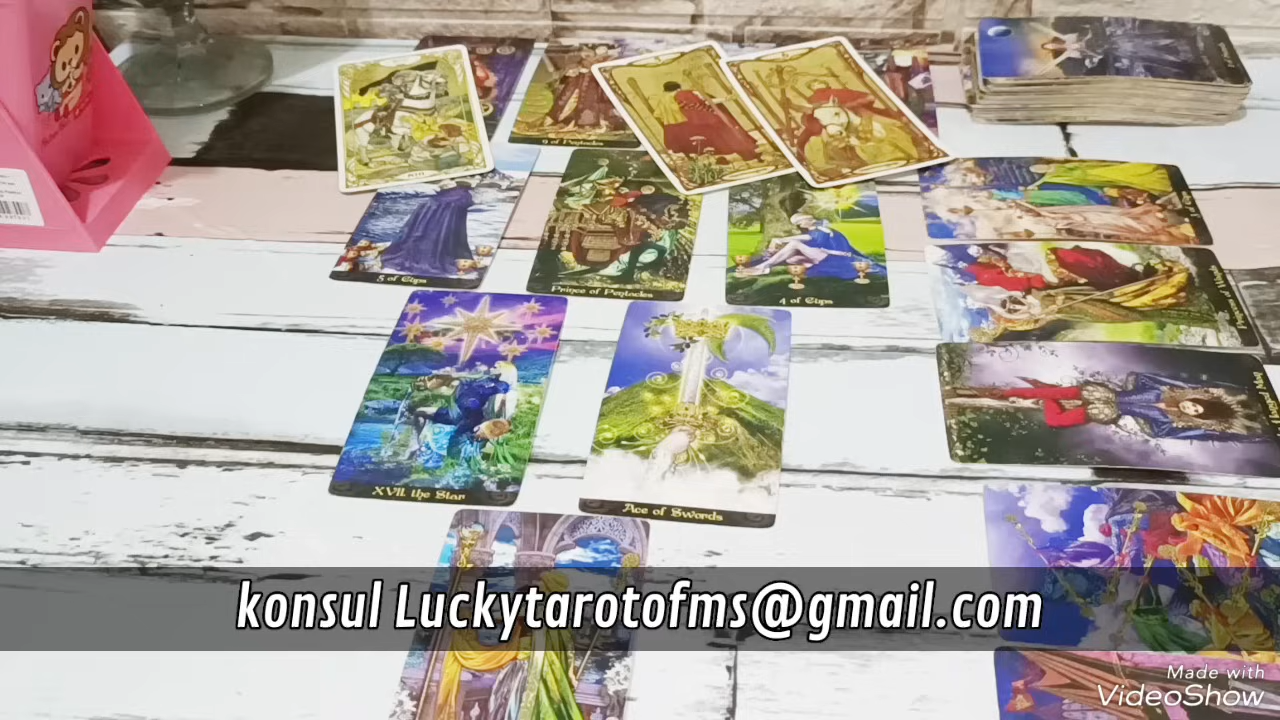 XIII
9 of Pentacles
5 of Cups
Prince of Pentacles
4 of Cups
XVII the Star
Ace of Swords
konsul Luckytarotofms@gmail.com
Made with
VideoShow